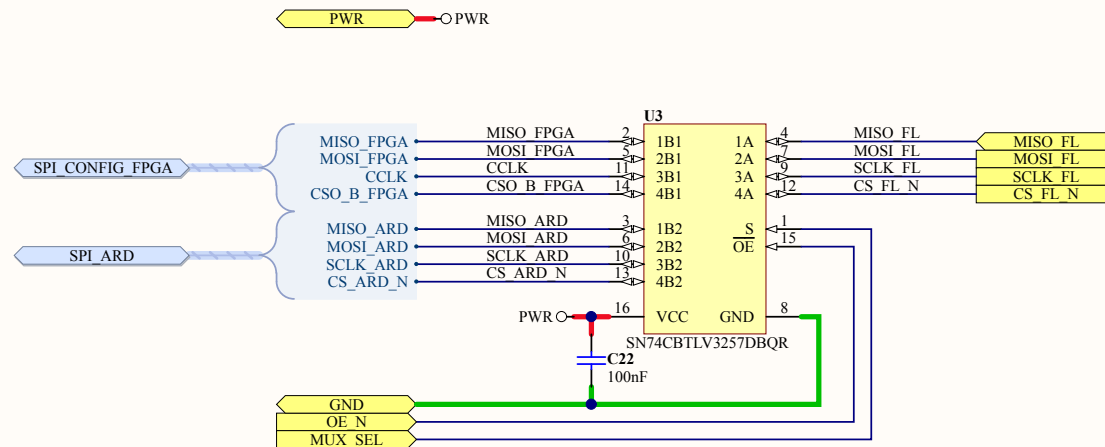 PWR PWR
U3
MISO_FPGA MISO_FPGA 2 1B1 1A 4 MISO_FL MISO_FL
MOSI_FPGA MOSI_FPGA 5 2B1 2A 7 MOSI_FL MOSI_FL
SPI_CONFIG_FPGA
CCLK CCLK 11 3B1 3A 9 SCLK_FL SCLK_FL
CSO_B_FPGA CSO_B_FPGA 14 4B1 4A 12 CS_FL_N CS_FL_N
MISO_ARD MISO_ARD 3 1B2 S 1
MOSI_ARD MOSI_ARD 6 2B2 OE 15
SPI_ARD
SCLK_ARD SCLK_ARD 10 3B2
CS_ARD_N CS_ARD_N 13 4B2
PWR 16 VCC GND 8
SN74CBTLV3257DBQR
C22
100nF
GND
OE_N
MUX_SEL